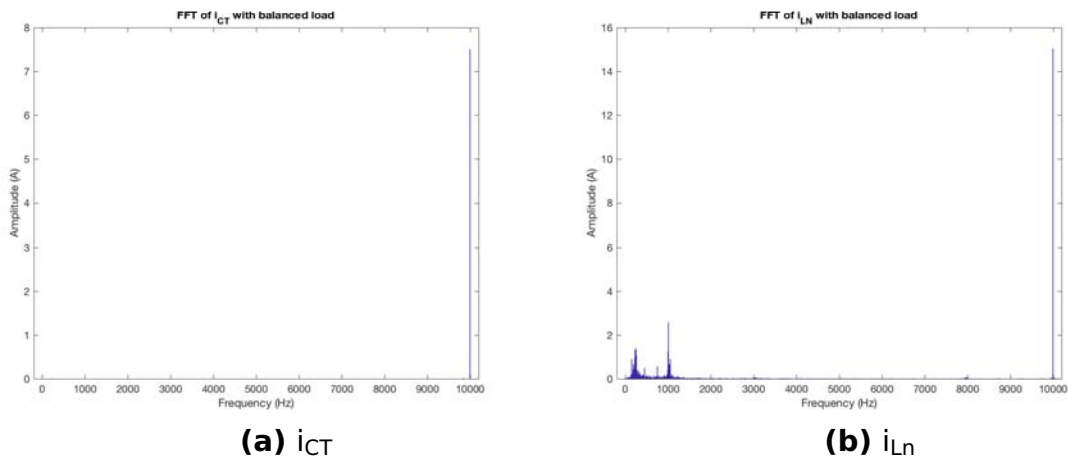 FFT of i_CT with balanced load
8
7
6
5
4
3
2
1
0
Amplitude (A)
0 1000 2000 3000 4000 5000 6000 7000 8000 9000 10000
Frequency (Hz)
(a) i_CT
FFT of i_LN with balanced load
16
14
12
10
8
6
4
2
0
Amplitude (A)
0 1000 2000 3000 4000 5000 6000 7000 8000 9000 10000
Frequency (Hz)
(b) i_Ln